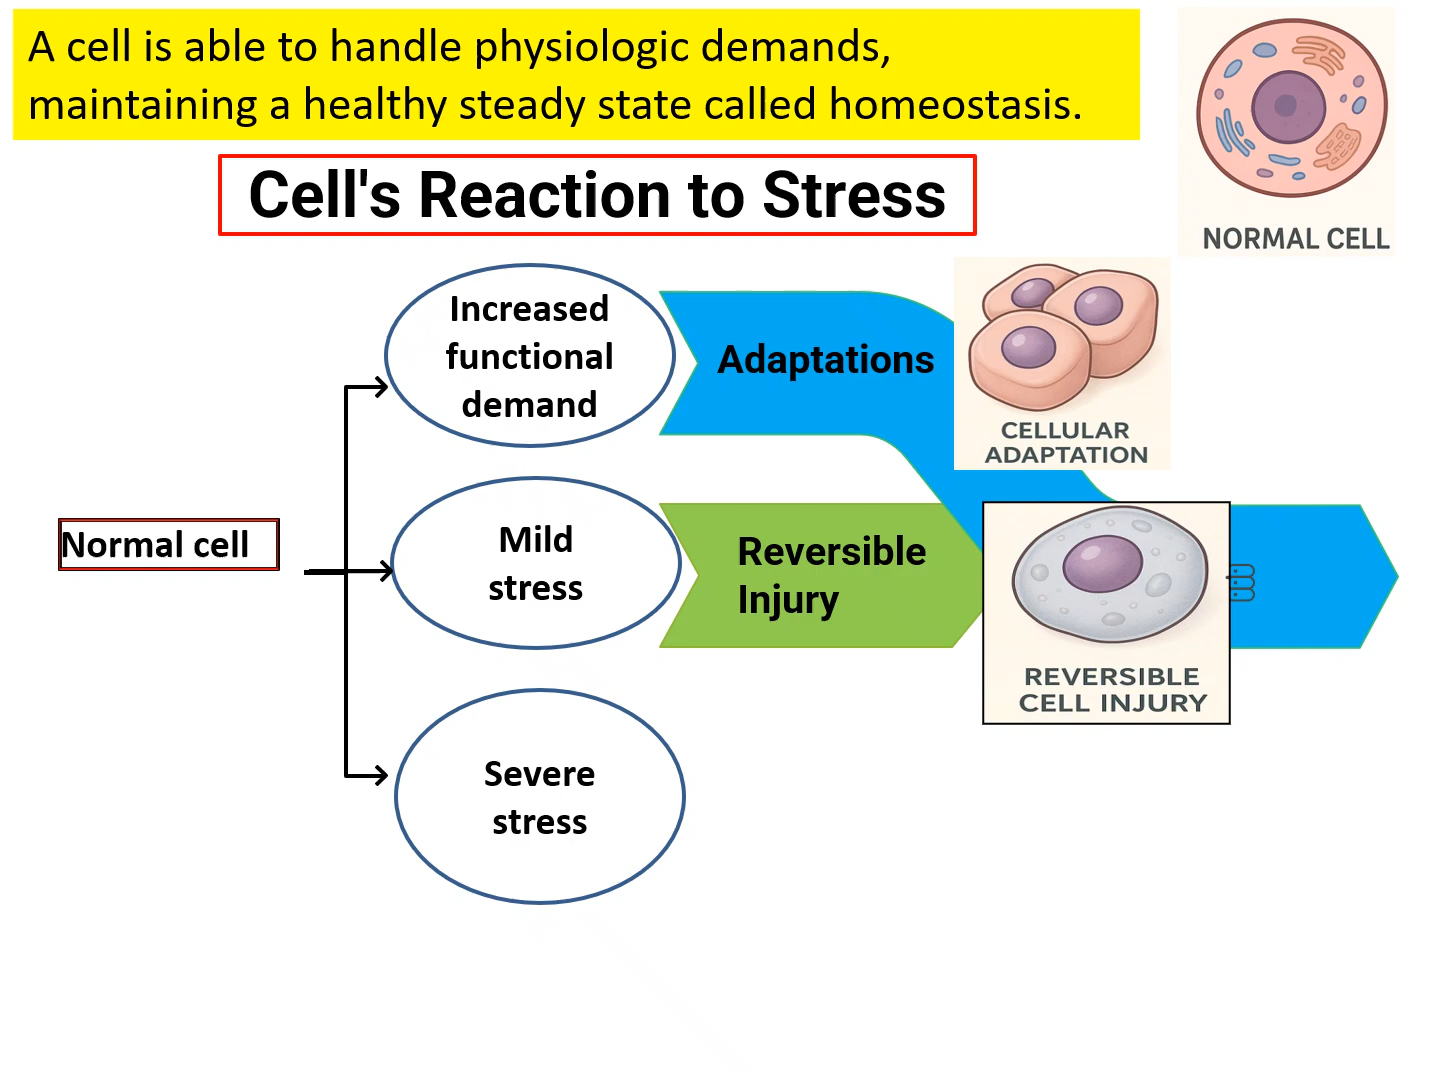 A cell is able to handle physiologic demands,
maintaining a healthy steady state called homeostasis.
NORMAL CELL
Cell's Reaction to Stress
Increased
functional
demand
Adaptations
CELLULAR
ADAPTATION
Normal cell
Mild
stress
Reversible
Injury
REVERSIBLE
CELL INJURY
Severe
stress